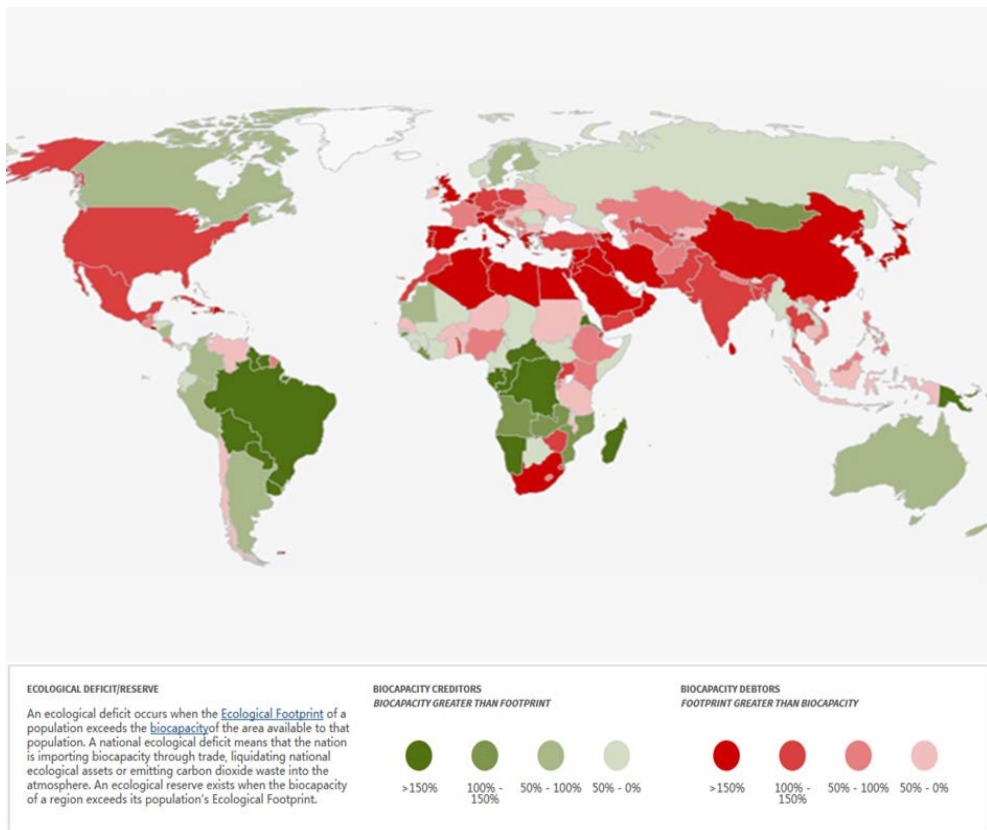 ECOLOGICAL DEFICIT/RESERVE
An ecological deficit occurs when the Ecological Footprint of a
population exceeds the biocapacityof the area available to that
population. A national ecological deficit means that the nation
is importing biocapacity through trade, liquidating national
ecological assets or emitting carbon dioxide waste into the
atmosphere. An ecological reserve exists when the biocapacity
of a region exceeds its population's Ecological Footprint.
BIOCAPACITY CREDITORS
BIOCAPACITY GREATER THAN FOOTPRINT
>150%
100% -
150%
50% - 100%
50% - 0%
BIOCAPACITY DEBTORS
FOOTPRINT GREATER THAN BIOCAPACITY
>150%
100% -
150%
50% - 100%
50% - 0%